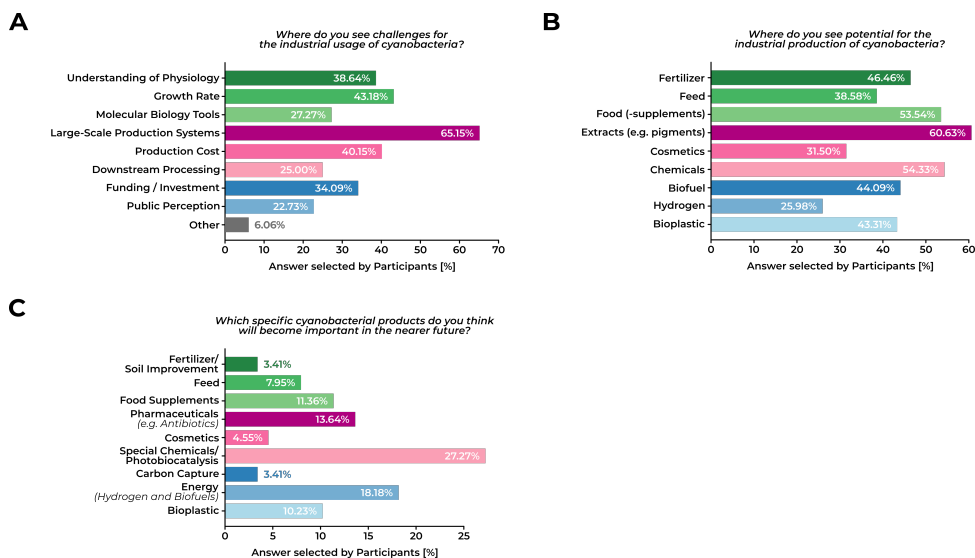 A
Where do you see challenges for
the industrial usage of cyanobacteria?
Understanding of Physiology 38.64%
Growth Rate 43.18%
Molecular Biology Tools 27.27%
Large-Scale Production Systems 65.15%
Production Cost 40.15%
Downstream Processing 25.00%
Funding / Investment 34.09%
Public Perception 22.73%
Other 6.06%
0 10 20 30 40 50 60 70
Answer selected by Participants [%]
B
Where do you see potential for the
industrial production of cyanobacteria?
Fertilizer 46.46%
Feed 38.58%
Food (-supplements) 53.54%
Extracts (e.g. pigments) 60.63%
Cosmetics 31.50%
Chemicals 54.33%
Biofuel 44.09%
Hydrogen 25.98%
Bioplastic 43.31%
0 10 20 30 40 50 60
Answer selected by Participants [%]
C
Which specific cyanobacterial products do you think
will become important in the nearer future?
Fertilizer/
Soil Improvement 3.41%
Feed 7.95%
Food Supplements 11.36%
Pharmaceuticals
(e.g. Antibiotics) 13.64%
Cosmetics 4.55%
Special Chemicals/
Photobiocatalysis 27.27%
Carbon Capture 3.41%
Energy
(Hydrogen and Biofuels) 18.18%
Bioplastic 10.23%
0 5 10 15 20 25
Answer selected by Participants [%]